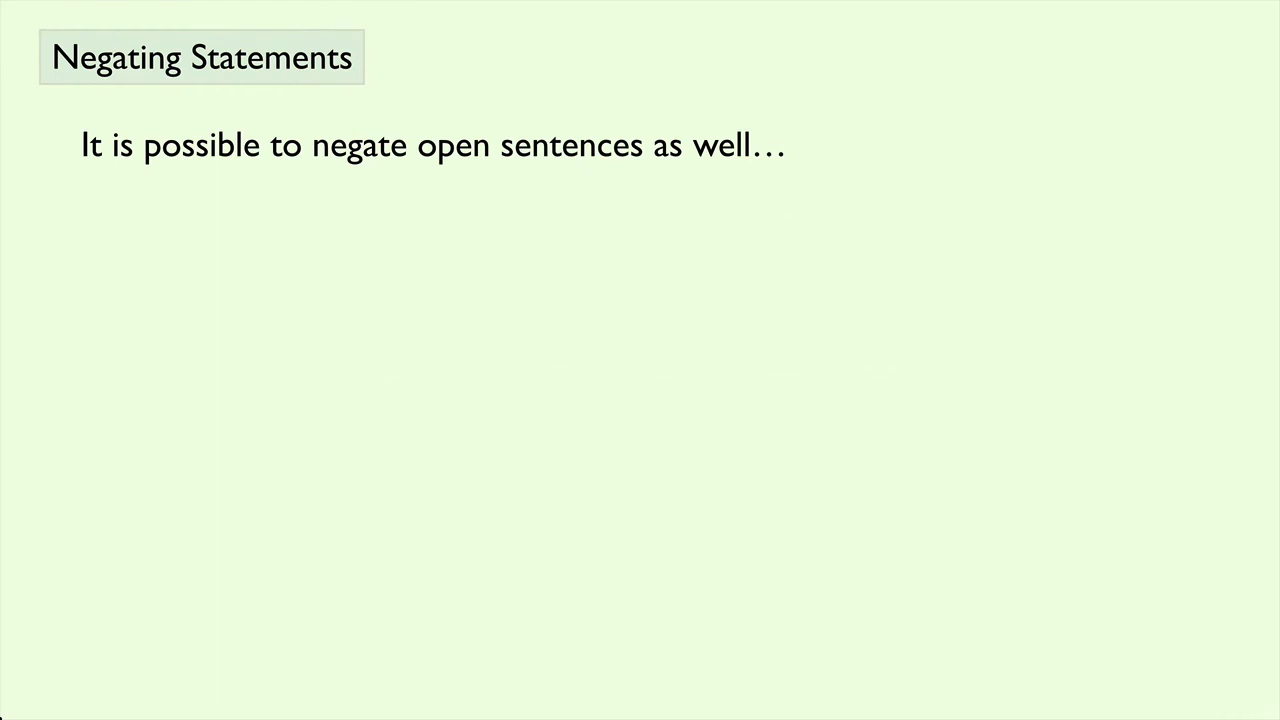 Negating Statements
It is possible to negate open sentences as well…